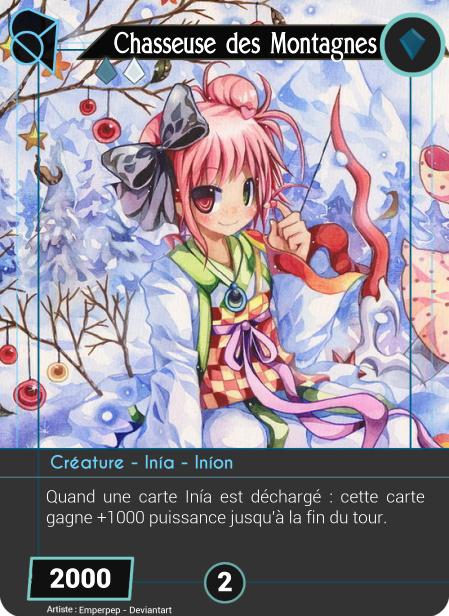 Chasseuse des Montagnes
Créature - Inía - Iníon
Quand une carte Inía est déchargé : cette carte
gagne +1000 puissance jusqu'à la fin du tour.
2000
2
Artiste : Emperpep - Deviantart